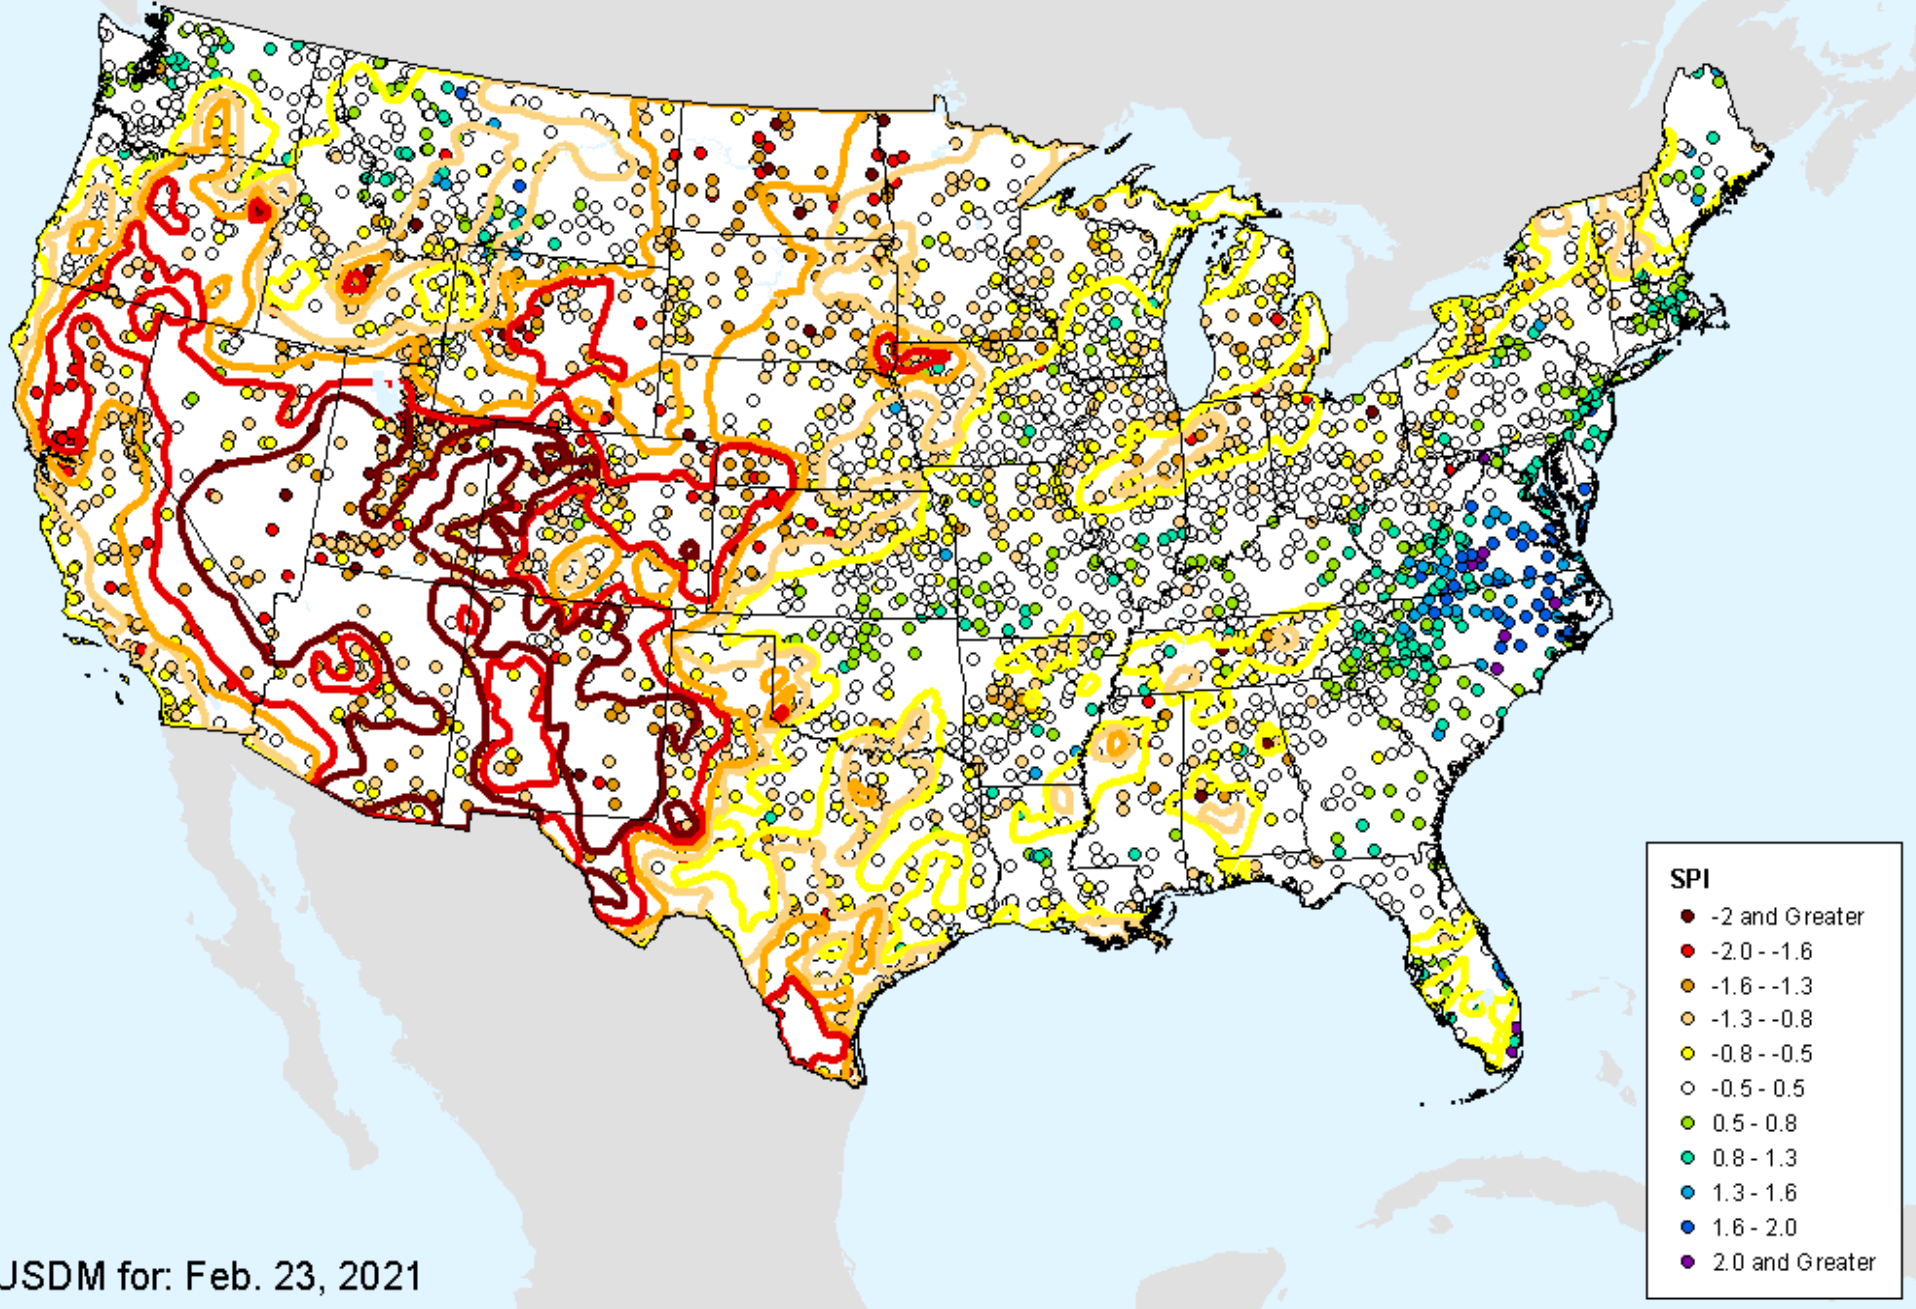 SPI
-2 and Greater
-2.0 - -1.6
-1.6 - -1.3
-1.3 - -0.8
-0.8 - -0.5
-0.5 - 0.5
0.5 - 0.8
0.8 - 1.3
1.3 - 1.6
1.6 - 2.0
2.0 and Greater
USDM for: Feb. 23, 2021